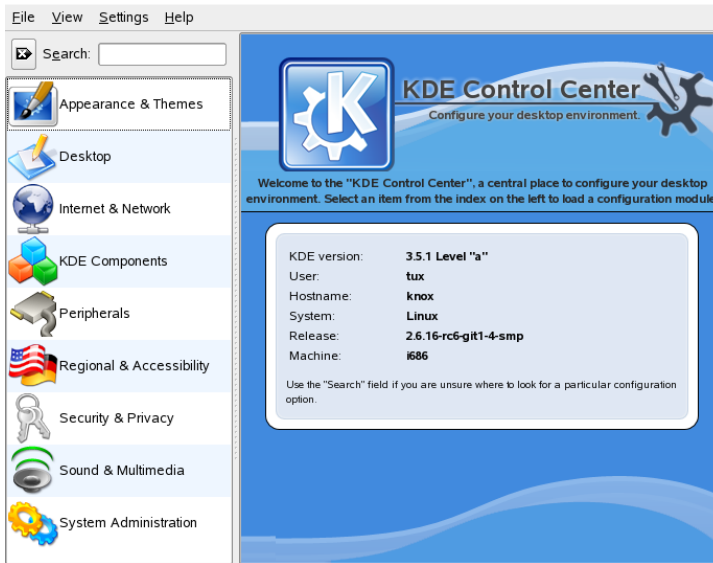 File View Settings Help
Search:
Appearance & Themes
Desktop
Internet & Network
KDE Components
Peripherals
Regional & Accessibility
Security & Privacy
Sound & Multimedia
System Administration
K
KDE Control Center
Configure your desktop environment.
Welcome to the "KDE Control Center", a central place to configure your desktop
environment. Select an item from the index on the left to load a configuration module
KDE version: 3.5.1 Level "a"
User: tux
Hostname: knox
System: Linux
Release: 2.6.16-rc6-git1-4-smp
Machine: i686
Use the "Search" field if you are unsure where to look for a particular configuration
option.